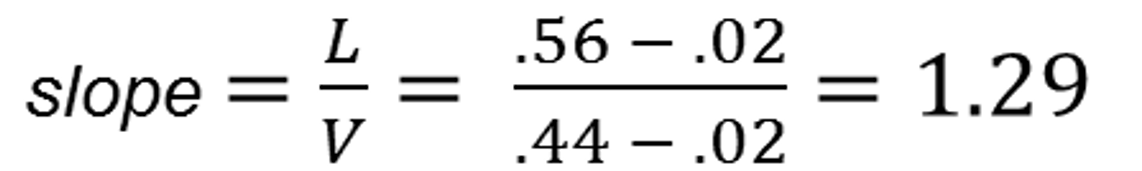 slope = L/V = .56 − .02 / .44 − .02 = 1.29